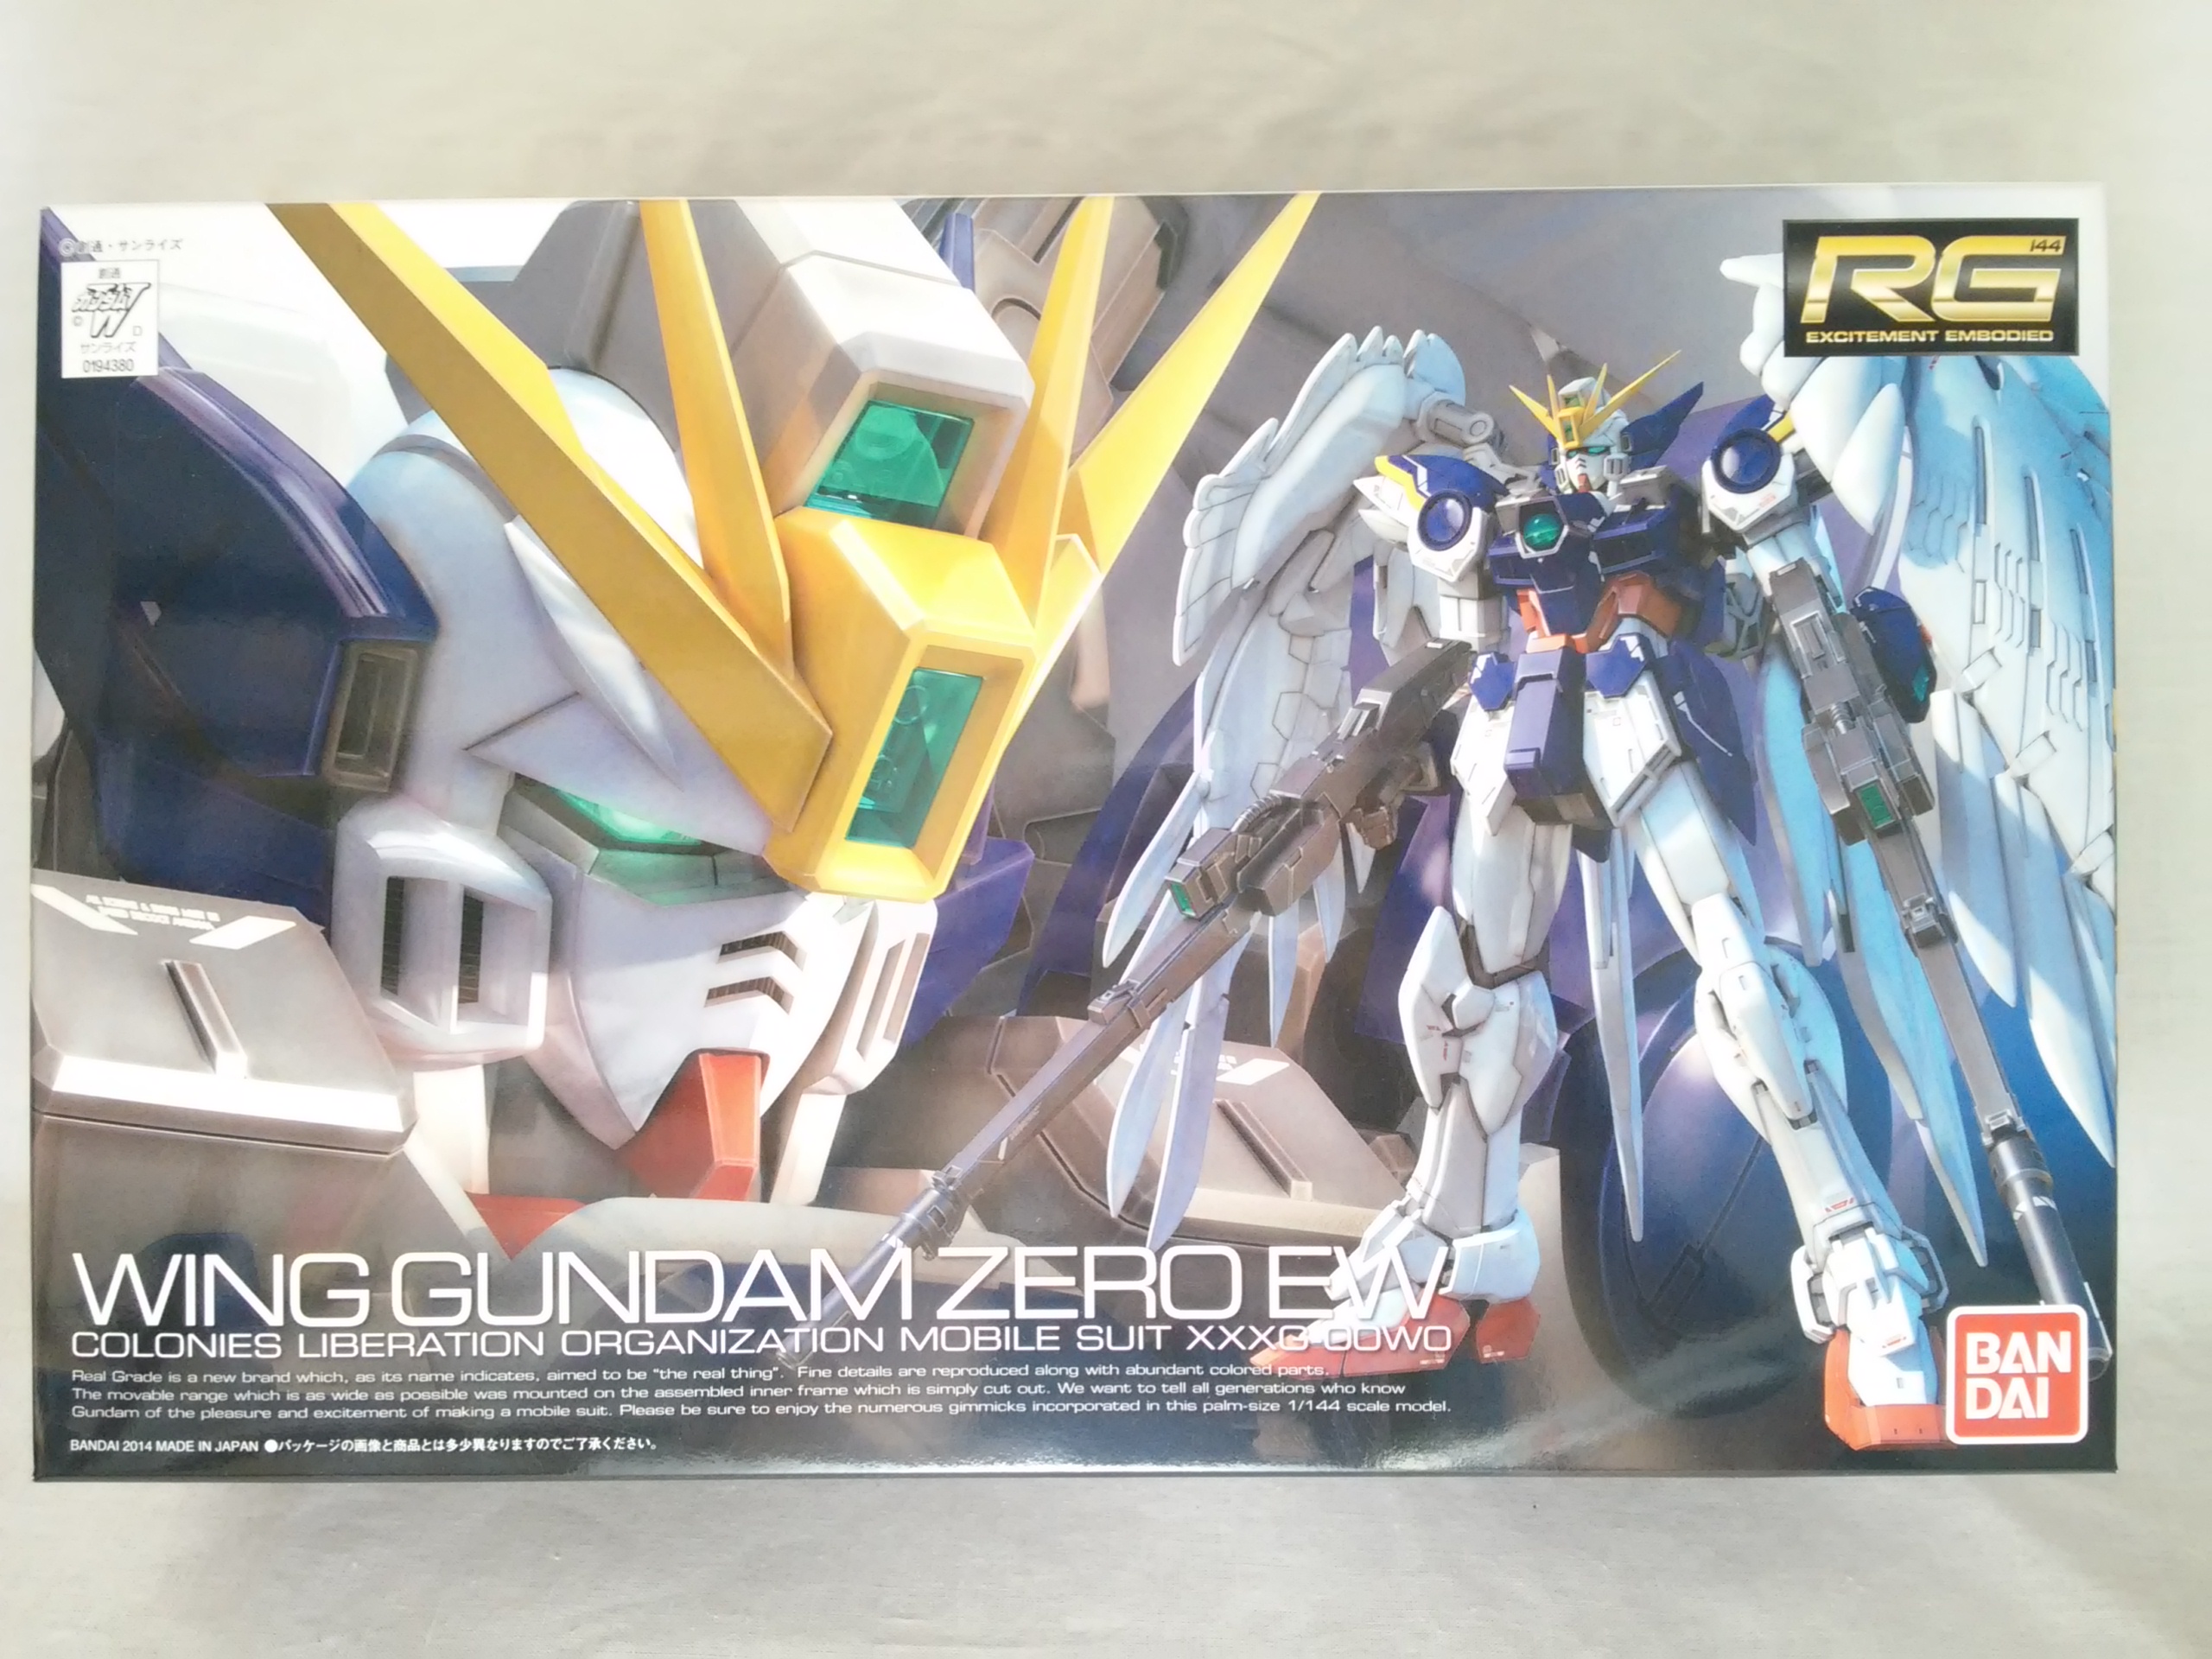 ©創通・サンライズ
創通
ガンダム
W
© D
サンライズ
0194380
RG
1/44
EXCITEMENT EMBODIED
WING GUNDAM ZERO EW
COLONIES LIBERATION ORGANIZATION MOBILE SUIT XXXG-00W0
Real Grade is a new brand which, as its name indicates, aimed to be "the real thing". Fine details are reproduced along with abundant colored parts.
The movable range which is as wide as possible was mounted on the assembled inner frame which is simply cut out. We want to tell all generations who know
Gundam of the pleasure and excitement of making a mobile suit. Please be sure to enjoy the numerous gimmicks incorporated in this palm-size 1/144 scale model.
BANDAI 2014 MADE IN JAPAN ●パッケージの画像と商品とは多少異なりますのでご了承ください。
BAN
DAI